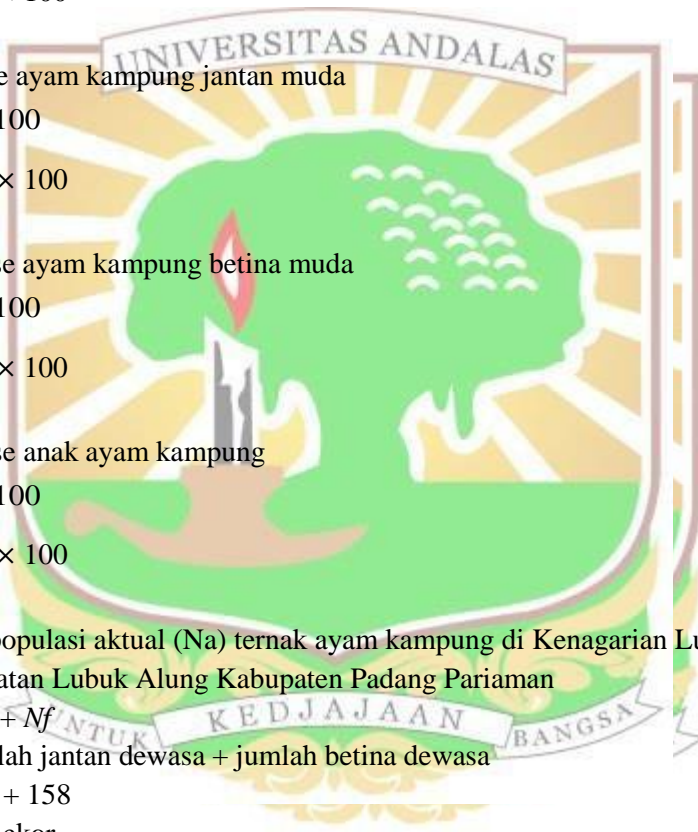 UNIVERSITAS ANDALAS
e ayam kampung jantan muda
100
× 100
se ayam kampung betina muda
100
× 100
se anak ayam kampung
100
× 100
populasi aktual (Na) ternak ayam kampung di Kenagarian Lu
atan Lubuk Alung Kabupaten Padang Pariaman
+ Nf
UNTUK KEDJAJAAN BANGSA
lah jantan dewasa + jumlah betina dewasa
+ 158
ekor